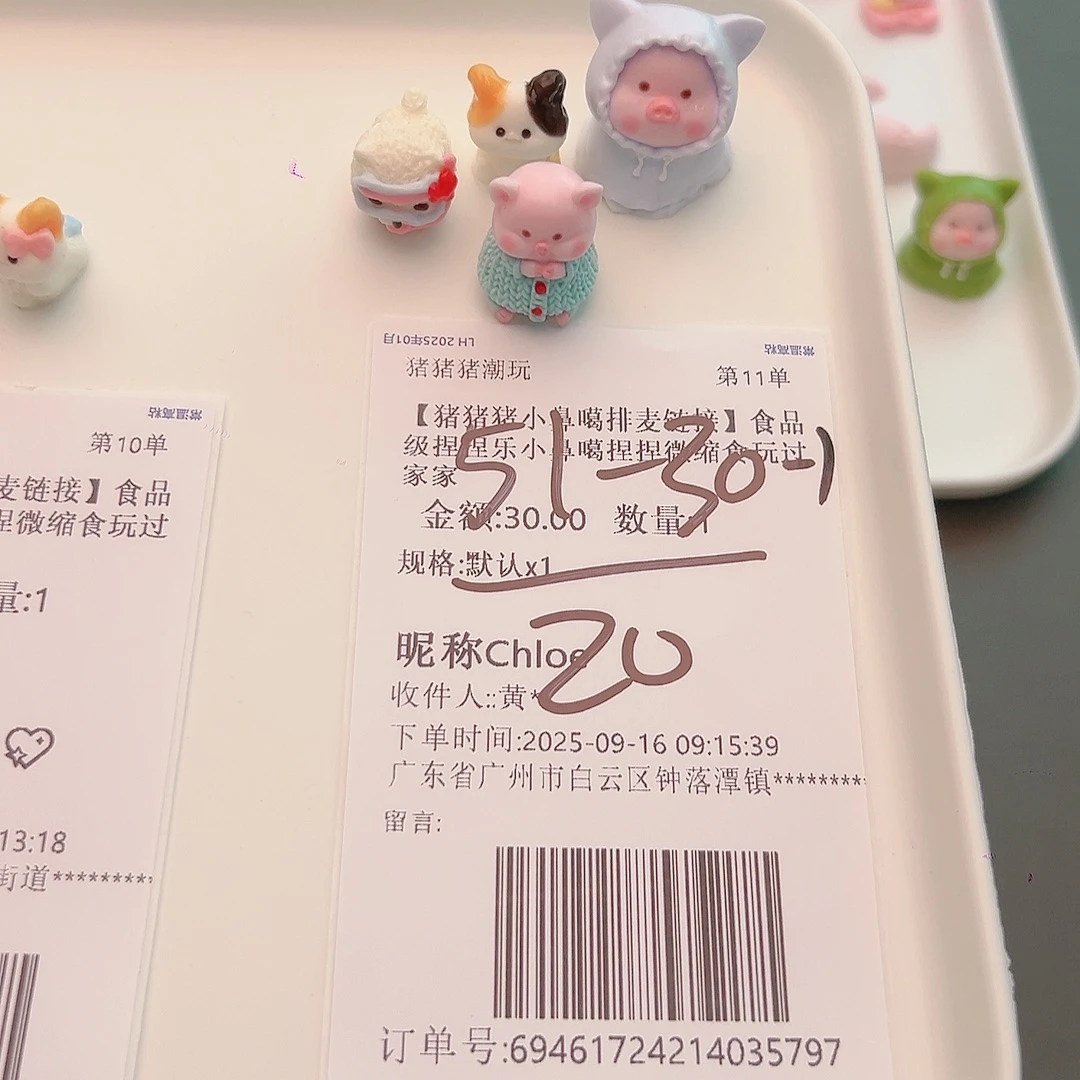 LH 2025年01月
常温高粘
猪猪猪潮玩
第11单
【猪猪猪小鼻噶排麦链接】食品
级捏捏乐小鼻噶捏捏微缩食玩过
家家
金额:30.00 数量:1
规格:默认x1
51-30-1
20
昵称Chloe
收件人::黄*
下单时间:2025-09-16 09:15:39
广东省广州市白云区钟落潭镇*********
留言:
订单号:6946172421403579​7
常温高粘
第10单
麦链接】食品
捏微缩食玩过
量:1
13:18
街道*********